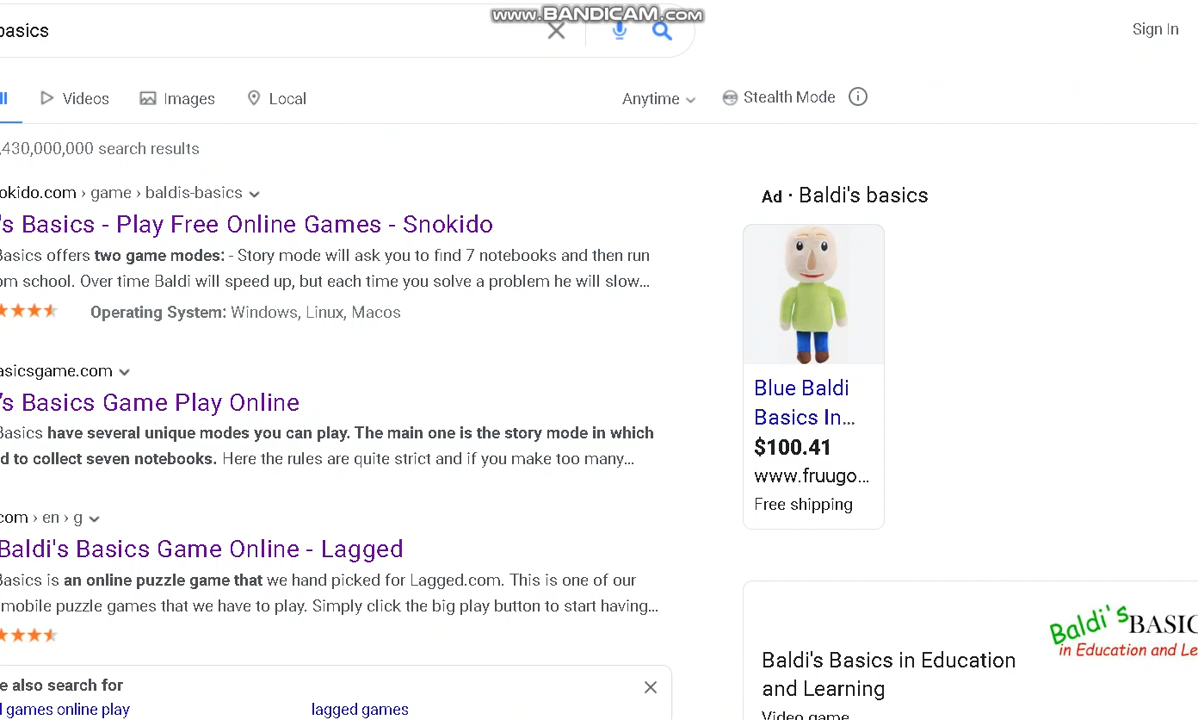 www.BANDICAM.com
basics
Sign In
Videos
Images
Local
Anytime
Stealth Mode
,430,000,000 search results
okido.com › game › baldis-basics
's Basics - Play Free Online Games - Snokido
Basics offers two game modes: - Story mode will ask you to find 7 notebooks and then run
om school. Over time Baldi will speed up, but each time you solve a problem he will slow...
Operating System: Windows, Linux, Macos
asicsgame.com
's Basics Game Play Online
Basics have several unique modes you can play. The main one is the story mode in which
d to collect seven notebooks. Here the rules are quite strict and if you make too many...
com › en › g
Baldi's Basics Game Online - Lagged
Basics is an online puzzle game that we hand picked for Lagged.com. This is one of our
mobile puzzle games that we have to play. Simply click the big play button to start having...
e also search for
l games online play
lagged games
Ad · Baldi's basics
Blue Baldi
Basics In...
$100.41
www.fruugo...
Free shipping
Baldi's BASIC
in Education and Le
Baldi's Basics in Education
and Learning
Video game